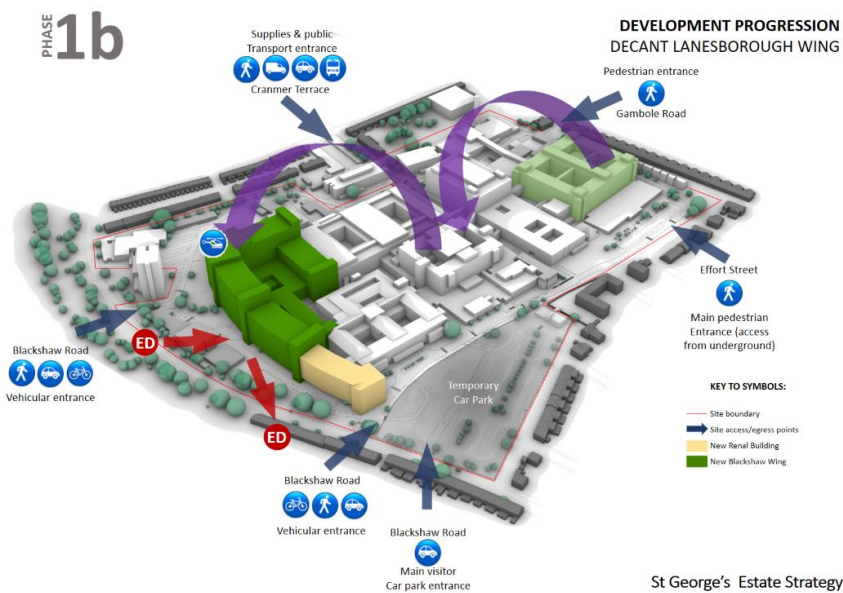 PHASE 1b
DEVELOPMENT PROGRESSION
DECANT LANESBOROUGH WING
Supplies & public
Transport entrance
Cranmer Terrace
Pedestrian entrance
Gambole Road
Effort Street
Main pedestrian
Entrance (access
from underground)
Blackshaw Road
Vehicular entrance
ED
ED
Temporary
Car Park
Blackshaw Road
Vehicular entrance
Blackshaw Road
Main visitor
Car park entrance
KEY TO SYMBOLS:
Site boundary
Site access/egress points
New Renal Building
New Blackshaw Wing
St George's Estate Strategy